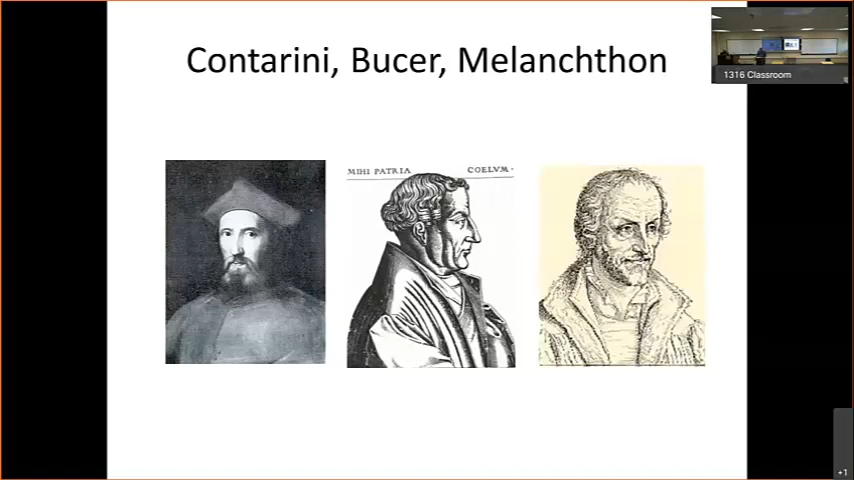 Contarini, Bucer, Melanchthon
1316 Classroom
MIHI PATRIA COELVM·
+1